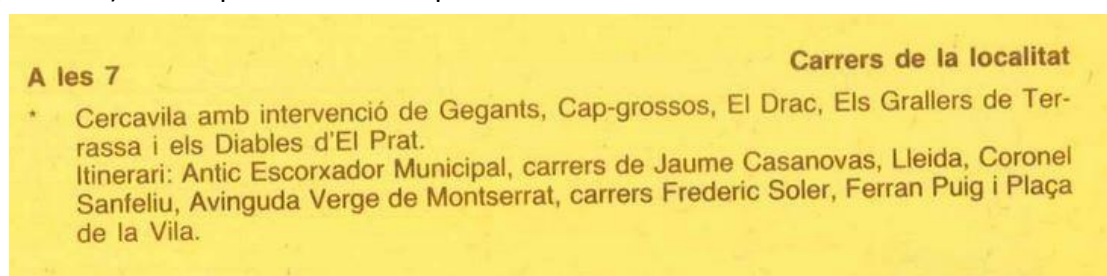 A les 7
Carrers de la localitat
* Cercavila amb intervenció de Gegants, Cap-grossos, El Drac, Els Grallers de Ter-
rassa i els Diables d'El Prat.
Itinerari: Antic Escorxador Municipal, carrers de Jaume Casanovas, Lleida, Coronel
Sanfeliu, Avinguda Verge de Montserrat, carrers Frederic Soler, Ferran Puig i Plaça
de la Vila.